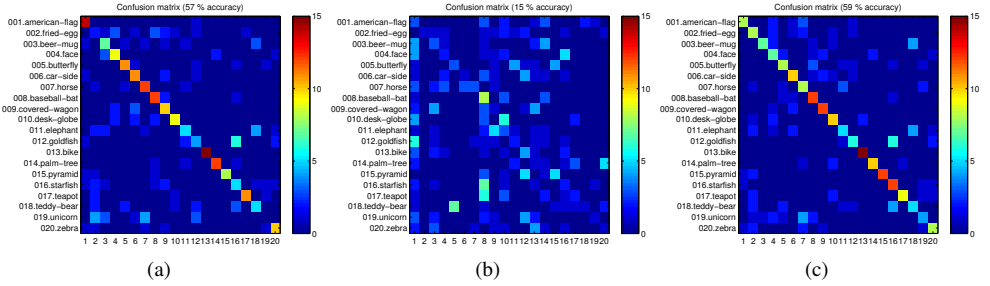 Confusion matrix (57 % accuracy)
001.american-flag
002.fried-egg
003.beer-mug
004.face
005.butterfly
006.car-side
007.horse
008.baseball-bat
009.covered-wagon
010.desk-globe
011.elephant
012.goldfish
013.bike
014.palm-tree
015.pyramid
016.starfish
017.teapot
018.teddy-bear
019.unicorn
020.zebra
1 2 3 4 5 6 7 8 9 10 11 12 13 14 15 16 17 18 19 20
15
10
5
0
(a)
Confusion matrix (15 % accuracy)
001.american-flag
002.fried-egg
003.beer-mug
004.face
005.butterfly
006.car-side
007.horse
008.baseball-bat
009.covered-wagon
010.desk-globe
011.elephant
012.goldfish
013.bike
014.palm-tree
015.pyramid
016.starfish
017.teapot
018.teddy-bear
019.unicorn
020.zebra
1 2 3 4 5 6 7 8 9 10 11 12 13 14 15 16 17 18 19 20
15
10
5
0
(b)
Confusion matrix (59 % accuracy)
001.american-flag
002.fried-egg
003.beer-mug
004.face
005.butterfly
006.car-side
007.horse
008.baseball-bat
009.covered-wagon
010.desk-globe
011.elephant
012.goldfish
013.bike
014.palm-tree
015.pyramid
016.starfish
017.teapot
018.teddy-bear
019.unicorn
020.zebra
1 2 3 4 5 6 7 8 9 10 11 12 13 14 15 16 17 18 19 20
15
10
5
0
(c)